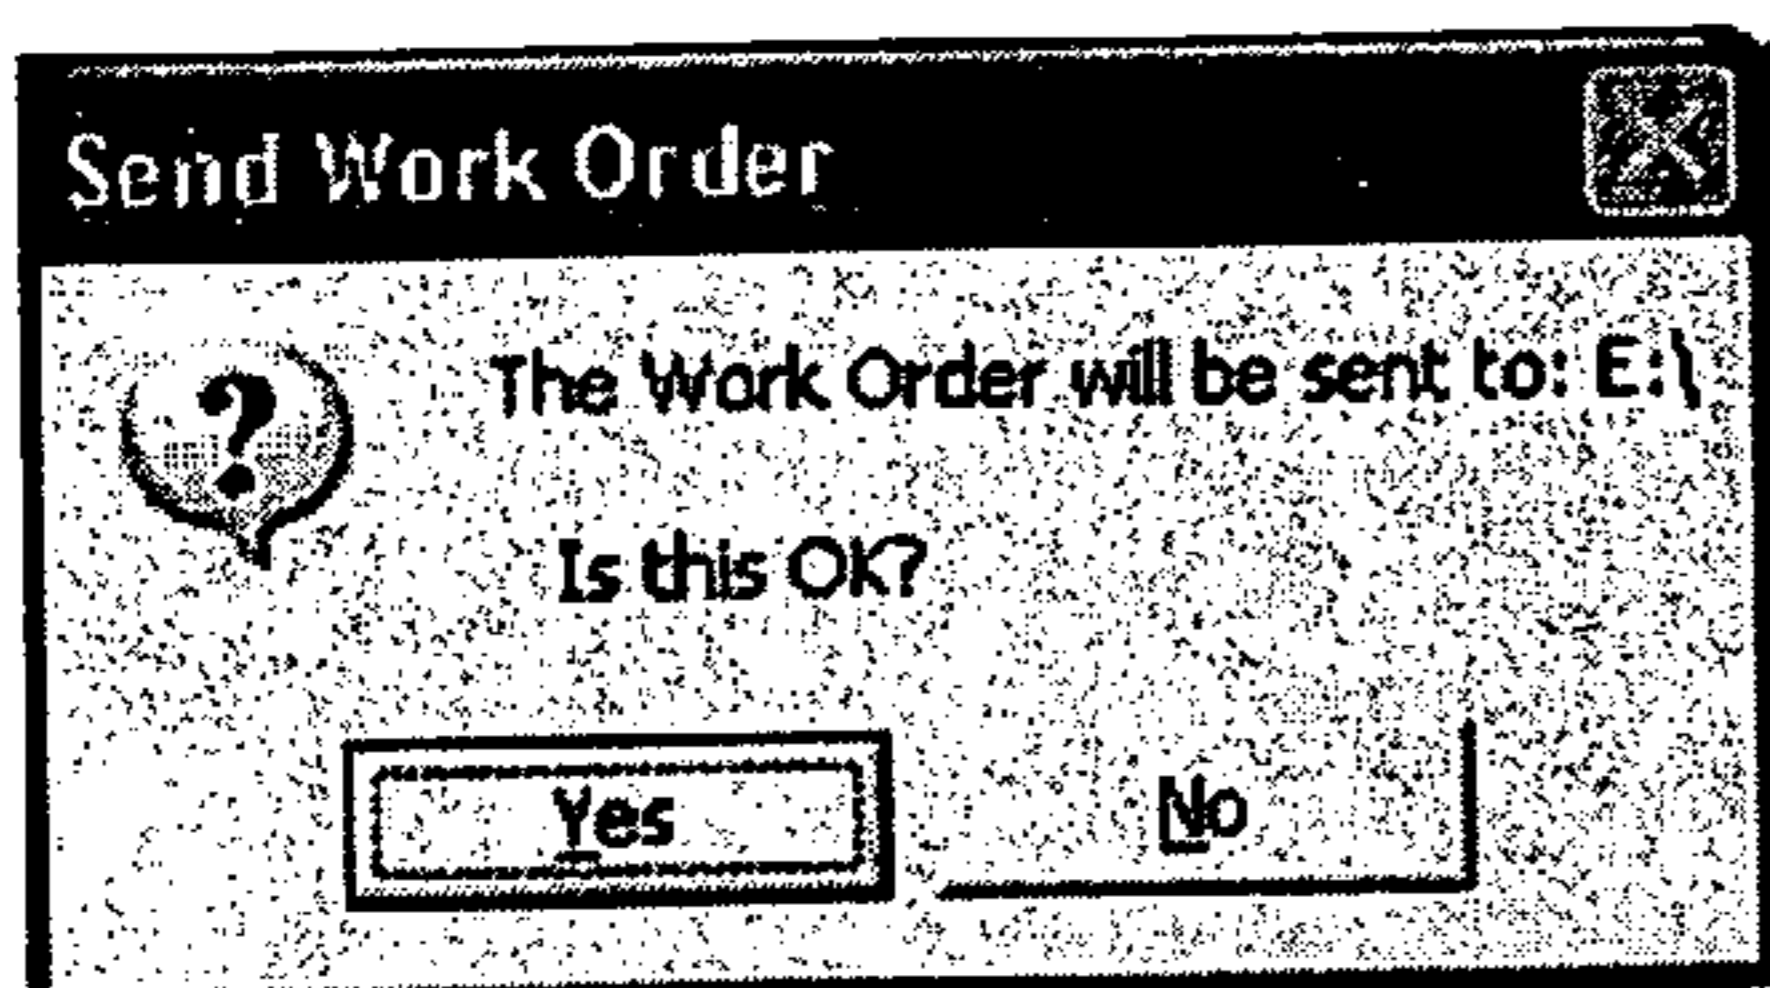 Send Work Order
The Work Order will be sent to: E:\
Is this OK?
Yes
No